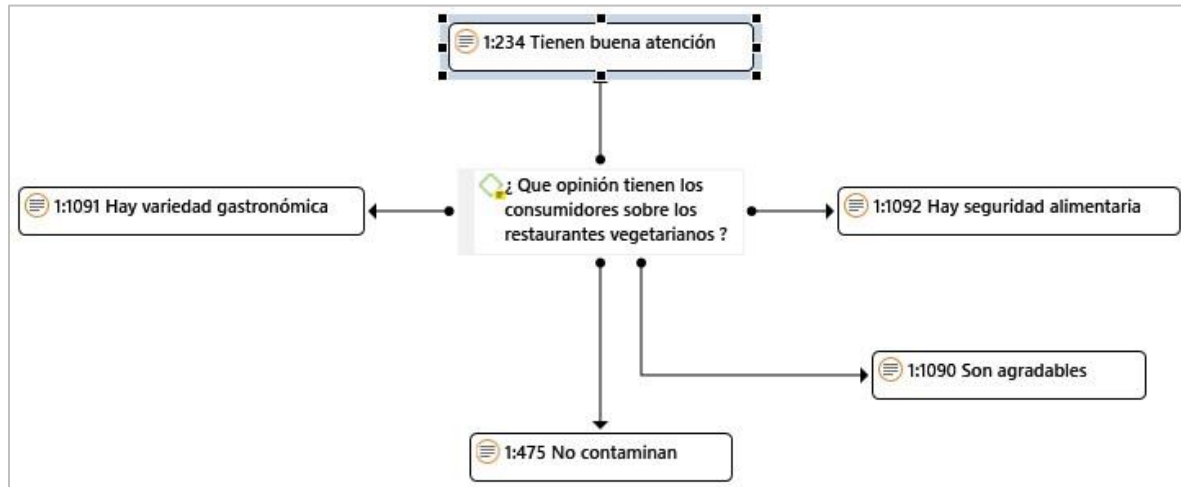 1:234 Tienen buena atención
¿ Que opinión tienen los
consumidores sobre los
restaurantes vegetarianos ?
1:1091 Hay variedad gastronómica
1:1092 Hay seguridad alimentaria
1:1090 Son agradables
1:475 No contaminan